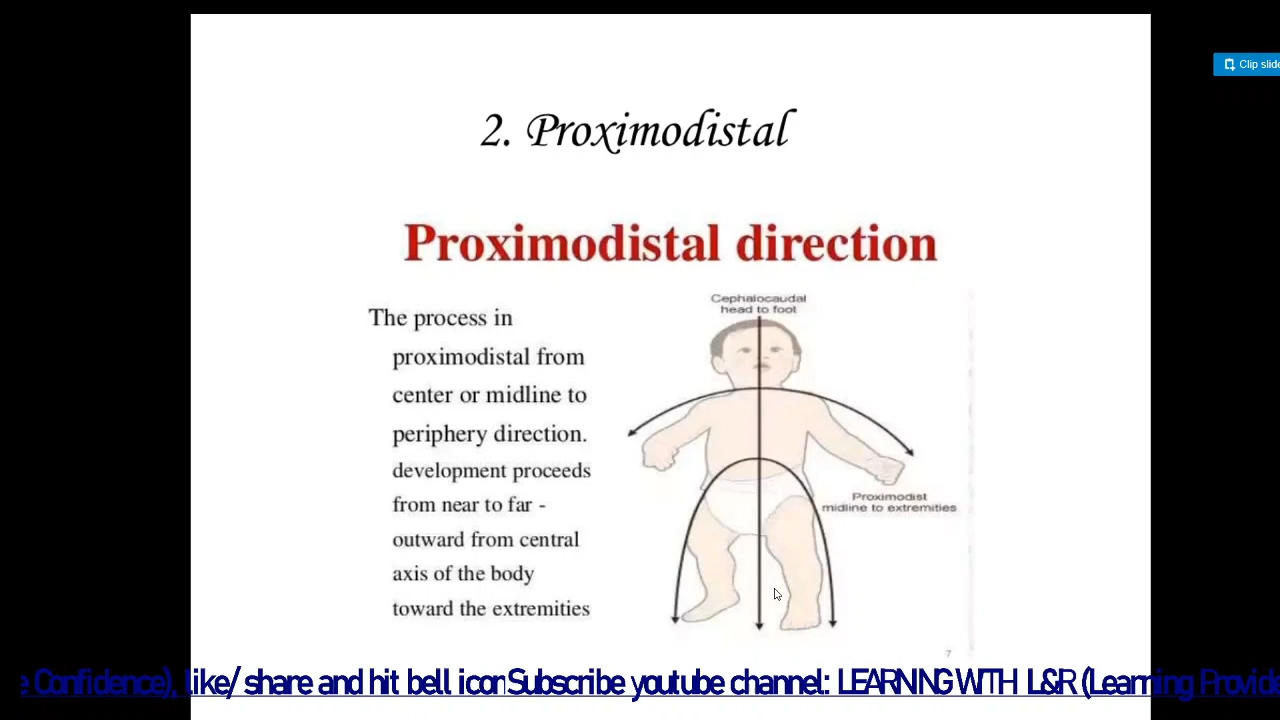 Clip slide
2. Proximodistal
Proximodistal direction
Cephalocaudal
head to foot
The process in
proximodistal from
center or midline to
periphery direction.
development proceeds
from near to far -
outward from central
axis of the body
toward the extremities
Proximodist
midline to extremities
7
e Confidence), like/ share and hit bell iconSubscribe youtube channel: LEARNING WITH L&R (Learning Provide